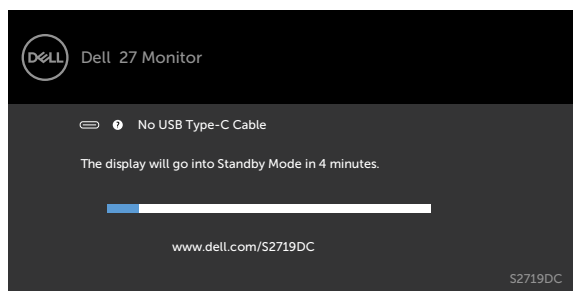 DELL
Dell 27 Monitor
? No USB Type-C Cable
The display will go into Standby Mode in 4 minutes.
www.dell.com/S2719DC
S2719DC